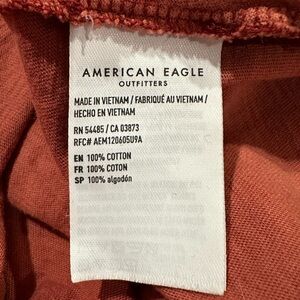 AMERICAN EAGLE
OUTFITTERS
MADE IN VIETNAM / FABRIQUÉ AU VIETNAM /
HECHO EN VIETNAM
RN 54485 / CA 03873
RFC# AEM120605U9A
EN 100% COTTON
FR 100% COTON
SP 100% algodón